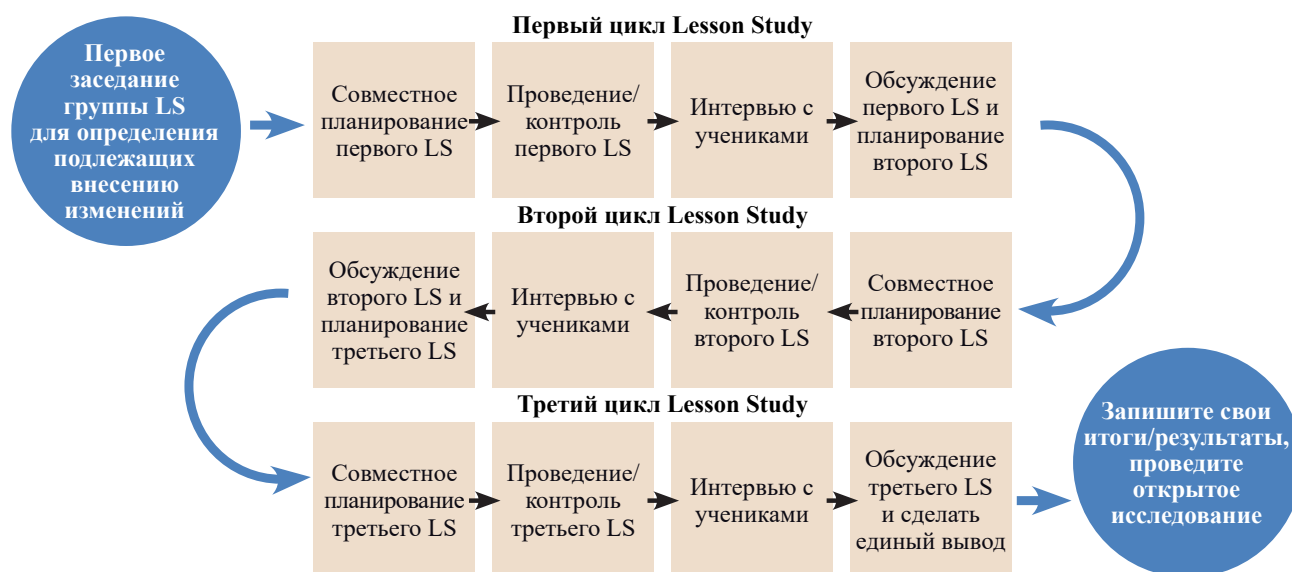 Первое
заседание
группы LS
для определения
подлежащих
внесению
изменений
Первый цикл Lesson Study
Совместное
планирование
первого LS
Проведение/
контроль
первого LS
Интервью с
учениками
Обсуждение
первого LS и
планирование
второго LS
Второй цикл Lesson Study
Совместное
планирование
второго LS
Проведение/
контроль
второго LS
Интервью с
учениками
Обсуждение
второго LS и
планирование
третьего LS
Третий цикл Lesson Study
Совместное
планирование
третьего LS
Проведение/
контроль
третьего LS
Интервью с
учениками
Обсуждение
третьего LS
и сделать
единый вывод
Запишите свои
итоги/результаты,
проведите
открытое
исследование